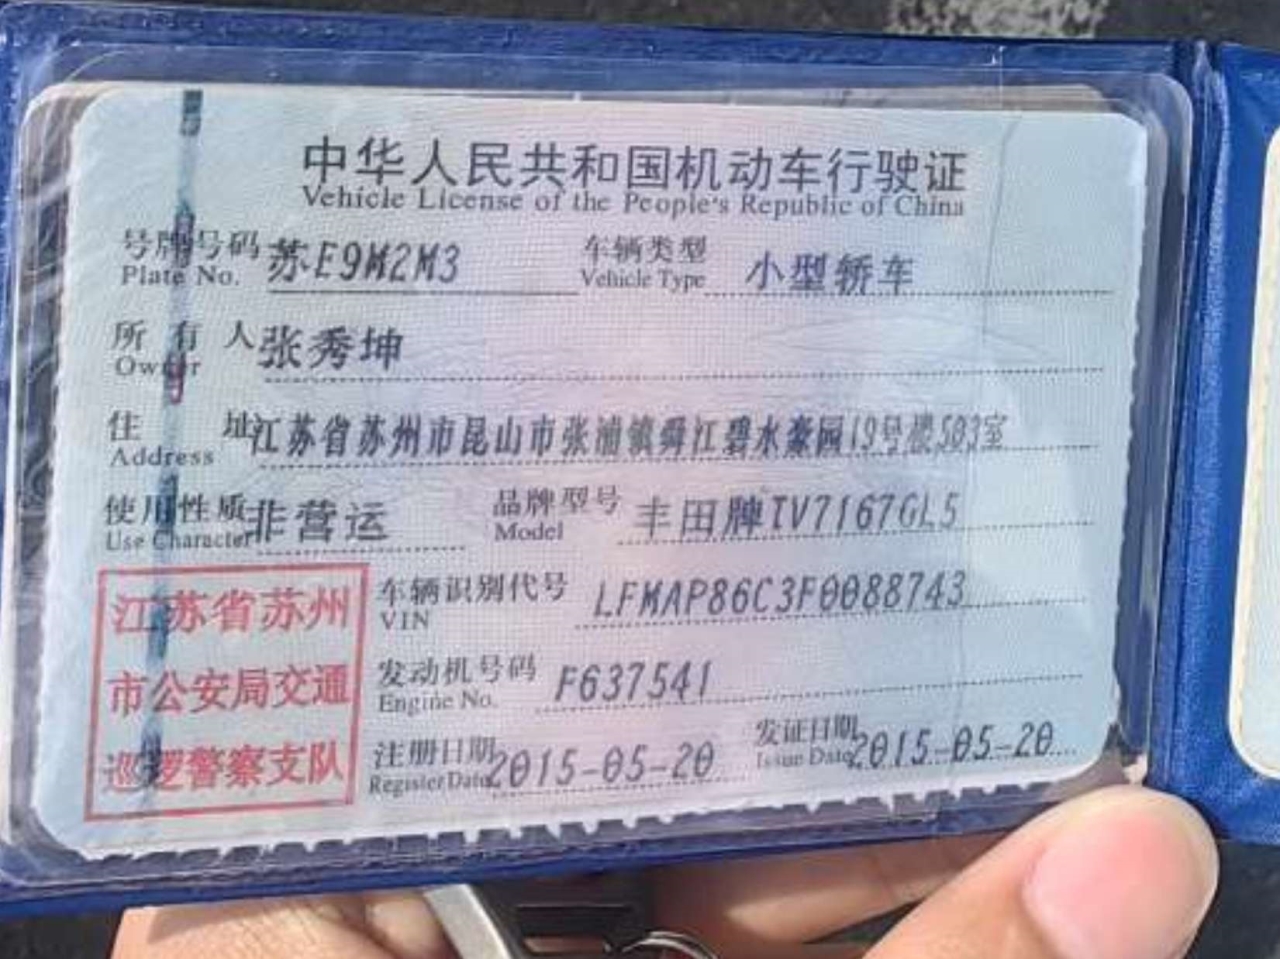 中华人民共和国机动车行驶证
Vehicle License of the People's Republic of China
号牌号码 苏E9M2M3 车辆类型 小型轿车
Plate No. Vehicle Type
所有人 张秀坤
Owner
住址 江苏省苏州市昆山市张浦镇舜江碧水豪园19号楼503室
Address
使用性质 非营运 品牌型号 丰田牌TV7167GL5
Use Character Model
江苏省苏州
市公安局交通
巡逻警察支队
车辆识别代号 LFMAP86C3F0088743
VIN
发动机号码 F637541
Engine No.
注册日期 2015-05-20 发证日期 2015-05-20
Register Date Issue Date